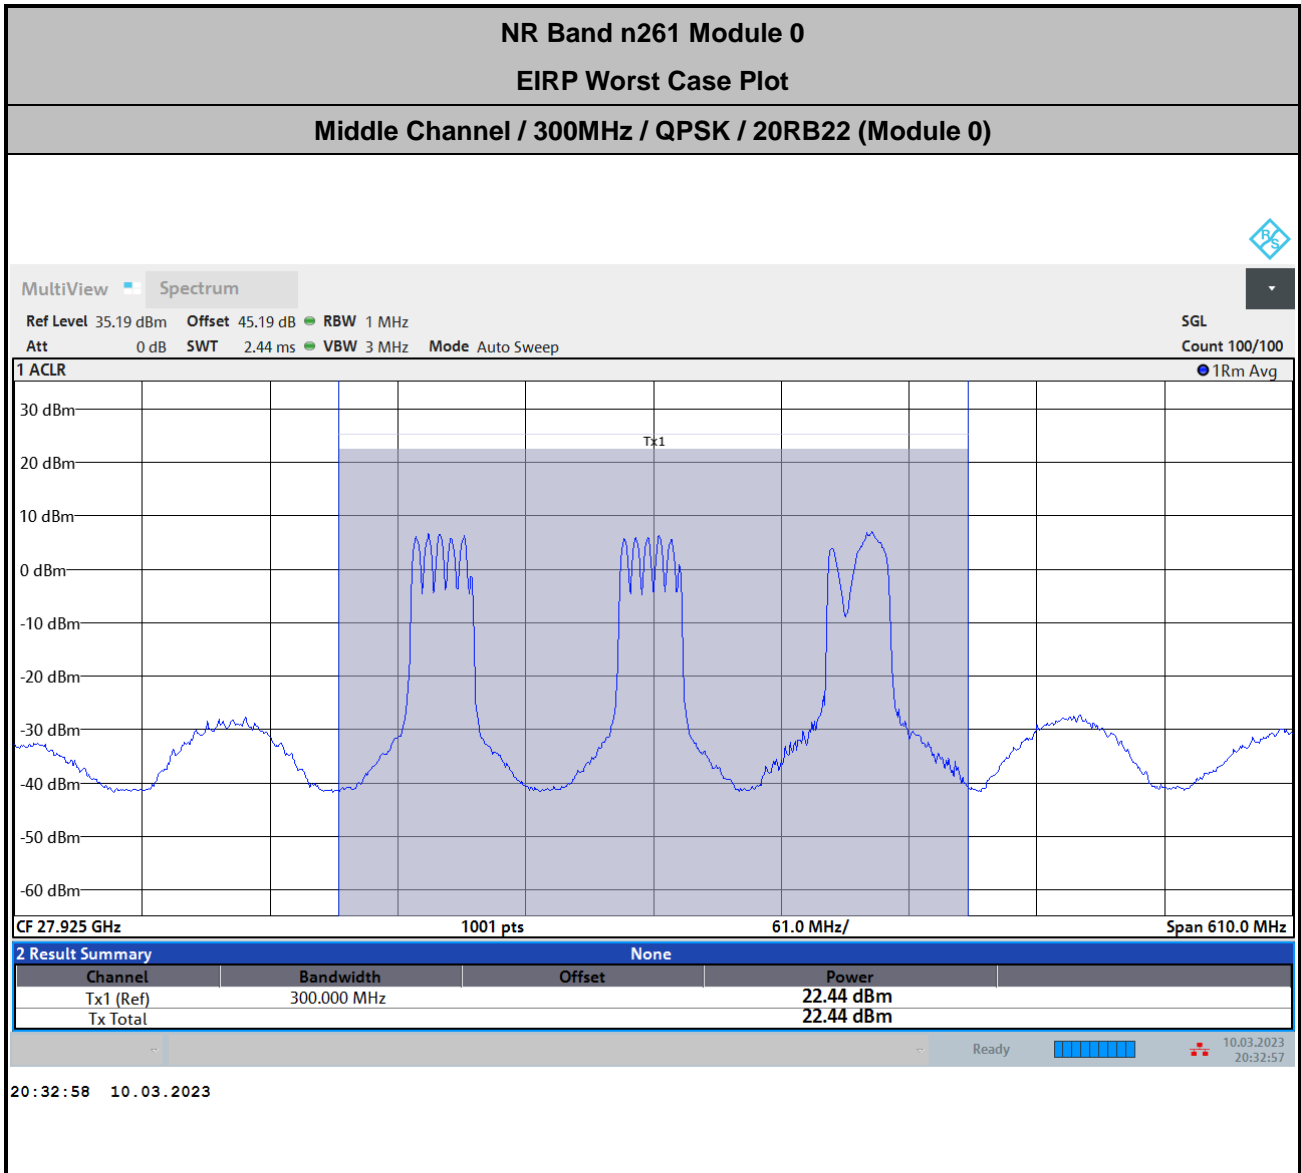 NR Band n261 Module 0
EIRP Worst Case Plot
Middle Channel / 300MHz / QPSK / 20RB22 (Module 0)
R S
MultiView Spectrum
Ref Level 35.19 dBm Offset 45.19 dB RBW 1 MHz SGL
Att 0 dB SWT 2.44 ms VBW 3 MHz Mode Auto Sweep Count 100/100
1 ACLR 1Rm Avg
30 dBm
Tx1
20 dBm
10 dBm
0 dBm
-10 dBm
-20 dBm
-30 dBm
-40 dBm
-50 dBm
-60 dBm
CF 27.925 GHz 1001 pts 61.0 MHz/ Span 610.0 MHz
2 Result Summary None
Channel Bandwidth Offset Power
Tx1 (Ref) 300.000 MHz 22.44 dBm
Tx Total 22.44 dBm
Ready 10.03.2023
20:32:57
20:32:58 10.03.2023